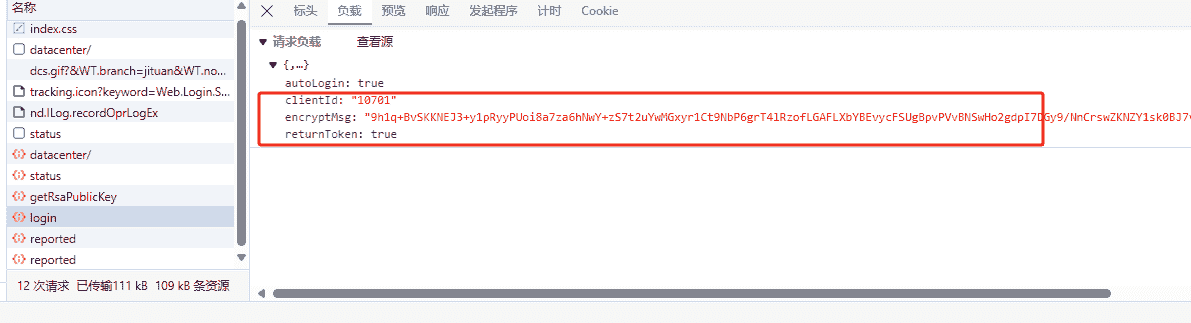 名称
index.css
datacenter/
dcs.gif?&WT.branch=jituan&WT.no...
tracking.icon?keyword=Web.Login.S...
nd.ILog.recordOprLogEx
status
datacenter/
status
getRsaPublicKey
login
reported
reported
12 次请求 已传输111 kB 109 kB 条资源
标头 负载 预览 响应 发起程序 计时 Cookie
请求负载 查看源
{,…}
autoLogin: true
clientId: "10701"
encryptMsg: "9h1q+BvSKKNEJ3+y1pRyyPUoi8a7za6hNwY+zS7t2uYwMGxyr1Ct9NbP6grT4lRzofLGAFLXbYBEvycFSUgBpvPVvBNSwHo2gdpI7DGy9/NnCrswZKNZY1sk0BJ7v
returnToken: true